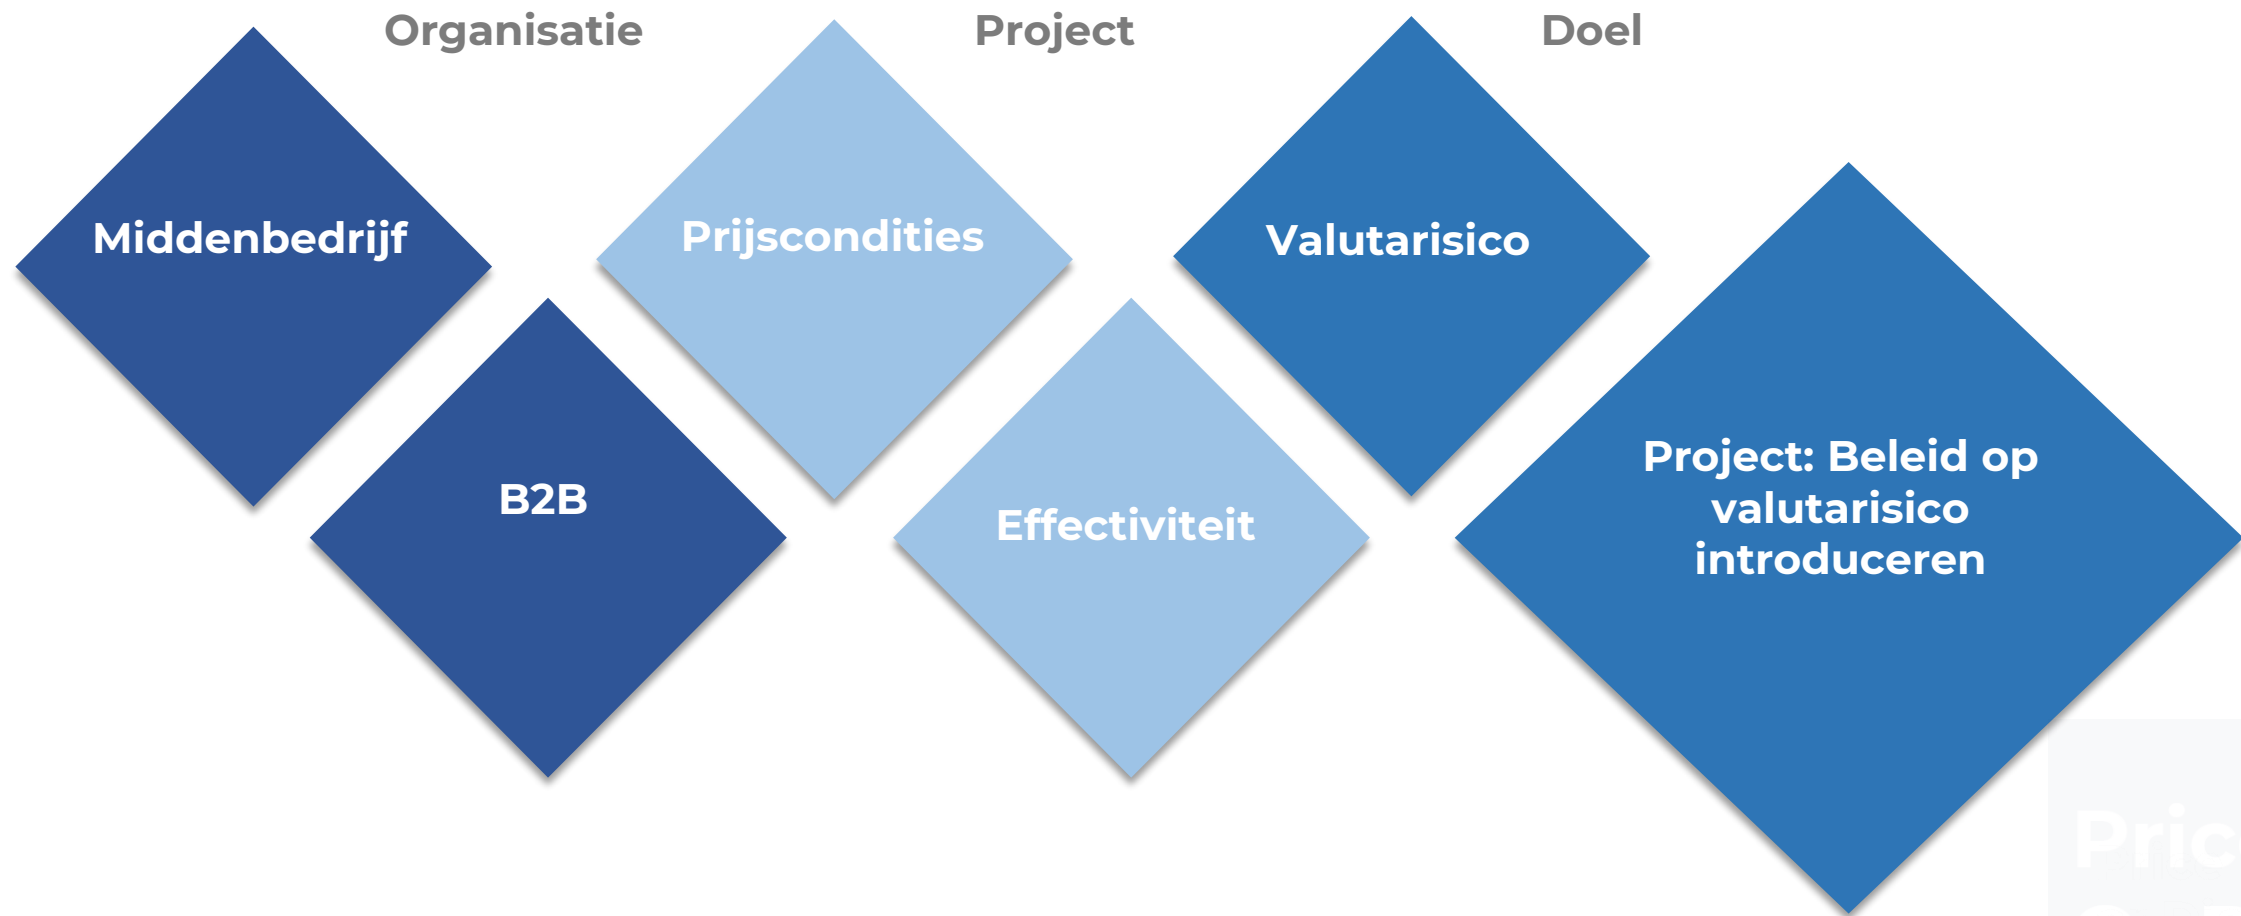 Organisatie
Project
Doel
Middenbedrijf
Prijscondities
Valutarisico
B2B
Effectiviteit
Project: Beleid op
valutarisico
introduceren